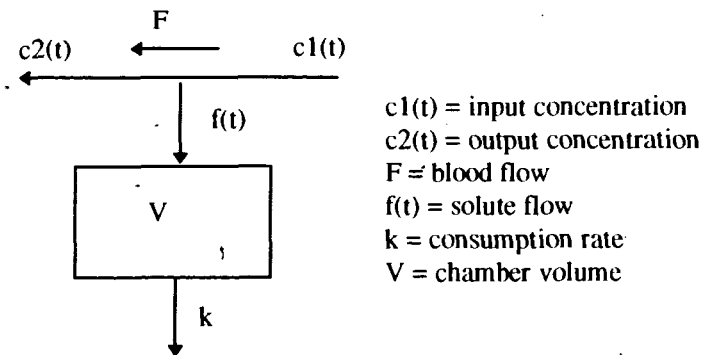 F
c2(t)
c1(t)
f(t)
V
k
c1(t) = input concentration
c2(t) = output concentration
F = blood flow
f(t) = solute flow
k = consumption rate
V = chamber volume